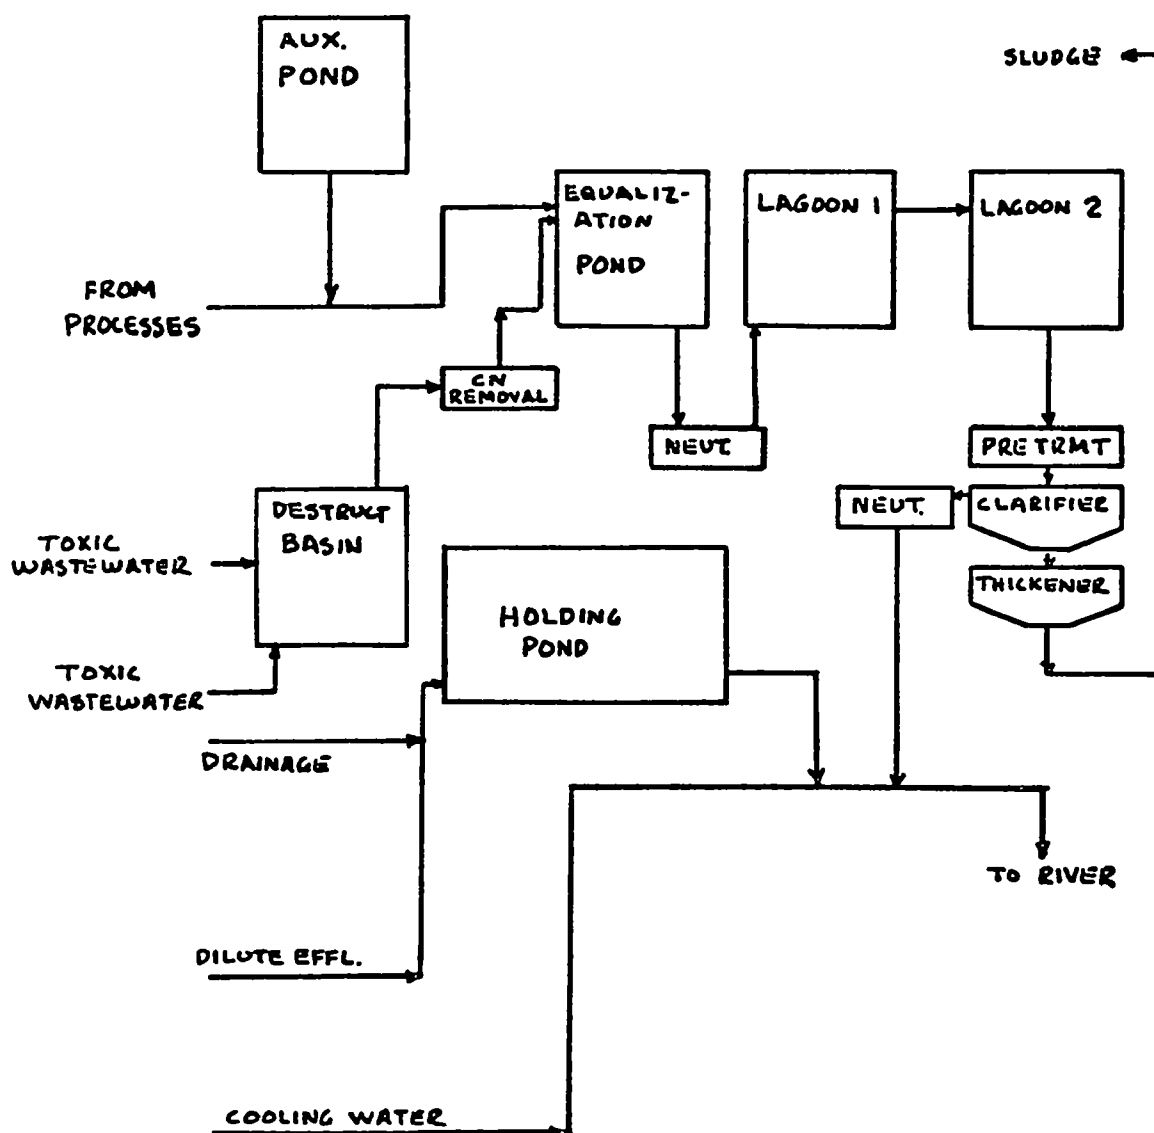 AUX.
POND
SLUDGE
EQUALIZ-
ATION
POND
LAGOON 1
LAGOON 2
FROM
PROCESSES
CN
REMOVAL
NEUT.
PRETRMT
NEUT.
CLARIFIER
DESTRUCT
BASIN
TOXIC
WASTEWATER
THICKENER
HOLDING
POND
TOXIC
WASTEWATER
DRAINAGE
TO RIVER
DILUTE EFFL.
COOLING WATER